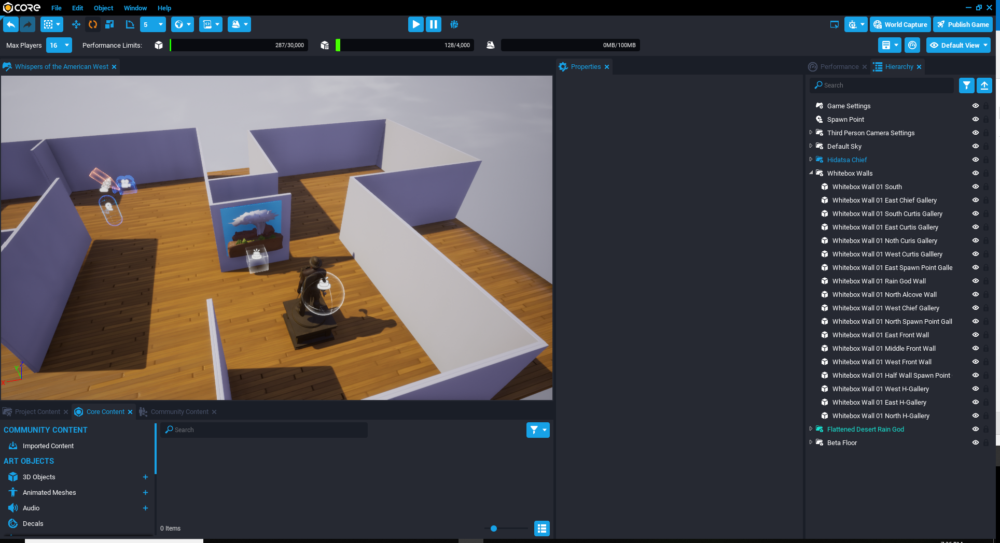 CORE
File Edit Object Window Help
5
World Capture
Publish Game
Max Players 16 Performance Limits: 287/30,000 128/4,000 0MB/100MB
Default View
Whispers of the American West
Properties
Performance
Hierarchy
Search
Game Settings
Spawn Point
Third Person Camera Settings
Default Sky
Hidatsa Chief
Whitebox Walls
Whitebox Wall 01 South
Whitebox Wall 01 East Chief Gallery
Whitebox Wall 01 South Curtis Gallery
Whitebox Wall 01 East Curtis Gallery
Whitebox Wall 01 Noth Curis Gallery
Whitebox Wall 01 West Curtis Galllery
Whitebox Wall 01 East Spawn Point Galle
Whitebox Wall 01 Rain God Wall
Whitebox Wall 01 North Alcove Wall
Whitebox Wall 01 West Chief Gallery
Whitebox Wall 01 North Spawn Point Gall
Whitebox Wall 01 East Front Wall
Whitebox Wall 01 Middle Front Wall
Whitebox Wall 01 West Front Wall
Whitebox Wall 01 Half Wall Spawn Point
Whitebox Wall 01 West H-Gallery
Whitebox Wall 01 East H-Gallery
Whitebox Wall 01 North H-Gallery
Flattened Desert Rain God
Beta Floor
Z
Y
X
Project Content
Core Content
Community Content
COMMUNITY CONTENT
Imported Content
ART OBJECTS
3D Objects
Animated Meshes
Audio
Decals
Search
0 Items